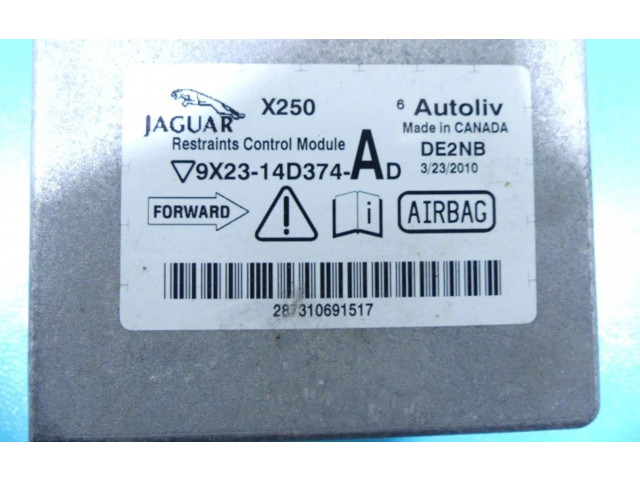 JAGUAR X250
6 Autoliv
Made in CANADA
Restraints Control Module
DE2NB
▽9X23-14D374-AD
3/23/2010
FORWARD
i
AIRBAG
287310691517